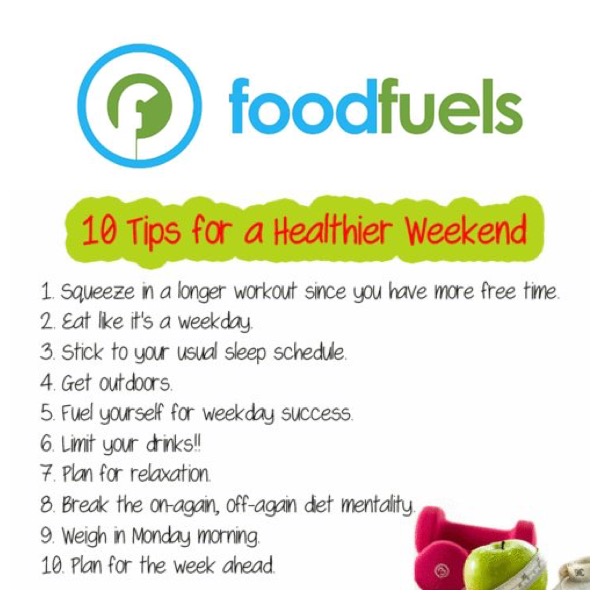 foodfuels
10 Tips for a Healthier Weekend
1. Squeeze in a longer workout since you have more free time.
2. Eat like it's a weekday.
3. Stick to your usual sleep schedule.
4. Get outdoors.
5. Fuel yourself for weekday success.
6. Limit your drinks!!
7. Plan for relaxation.
8. Break the on-again, off-again diet mentality.
9. Weigh in Monday morning.
10. Plan for the week ahead.